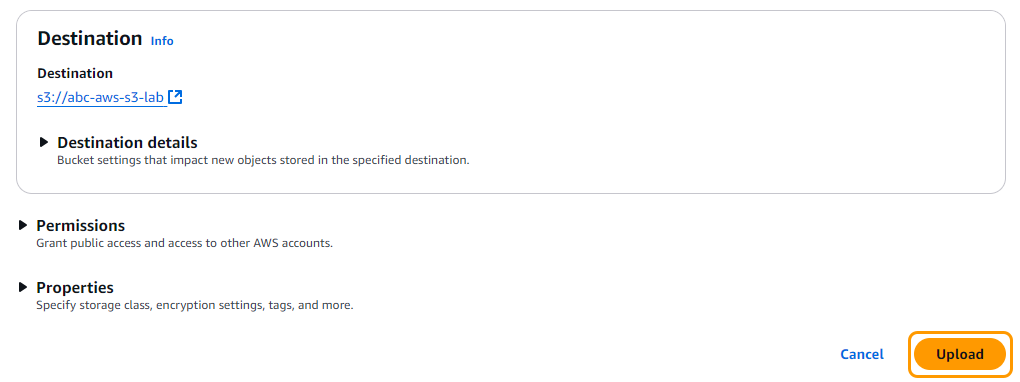 Destination Info
Destination
s3://abc-aws-s3-lab
Destination details
Bucket settings that impact new objects stored in the specified destination.
Permissions
Grant public access and access to other AWS accounts.
Properties
Specify storage class, encryption settings, tags, and more.
Cancel Upload